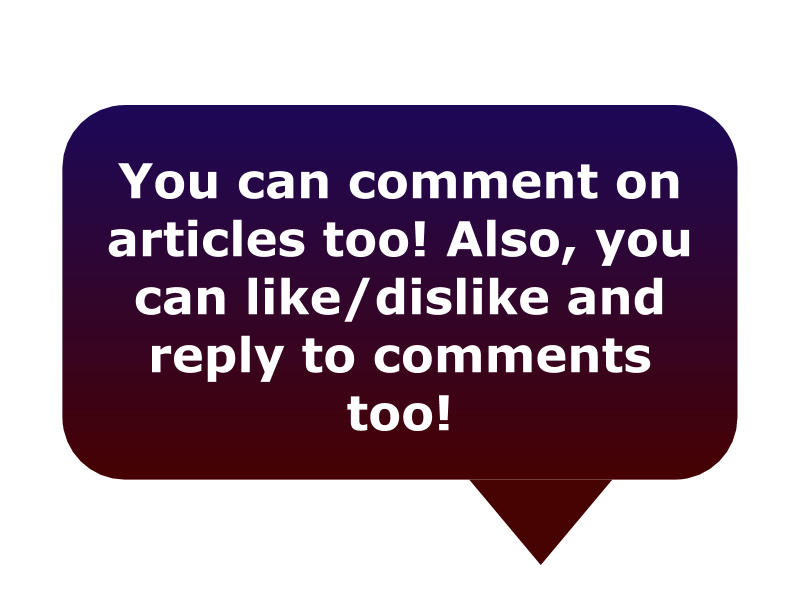 You can comment on
articles too! Also, you
can like/dislike and
reply to comments
too!